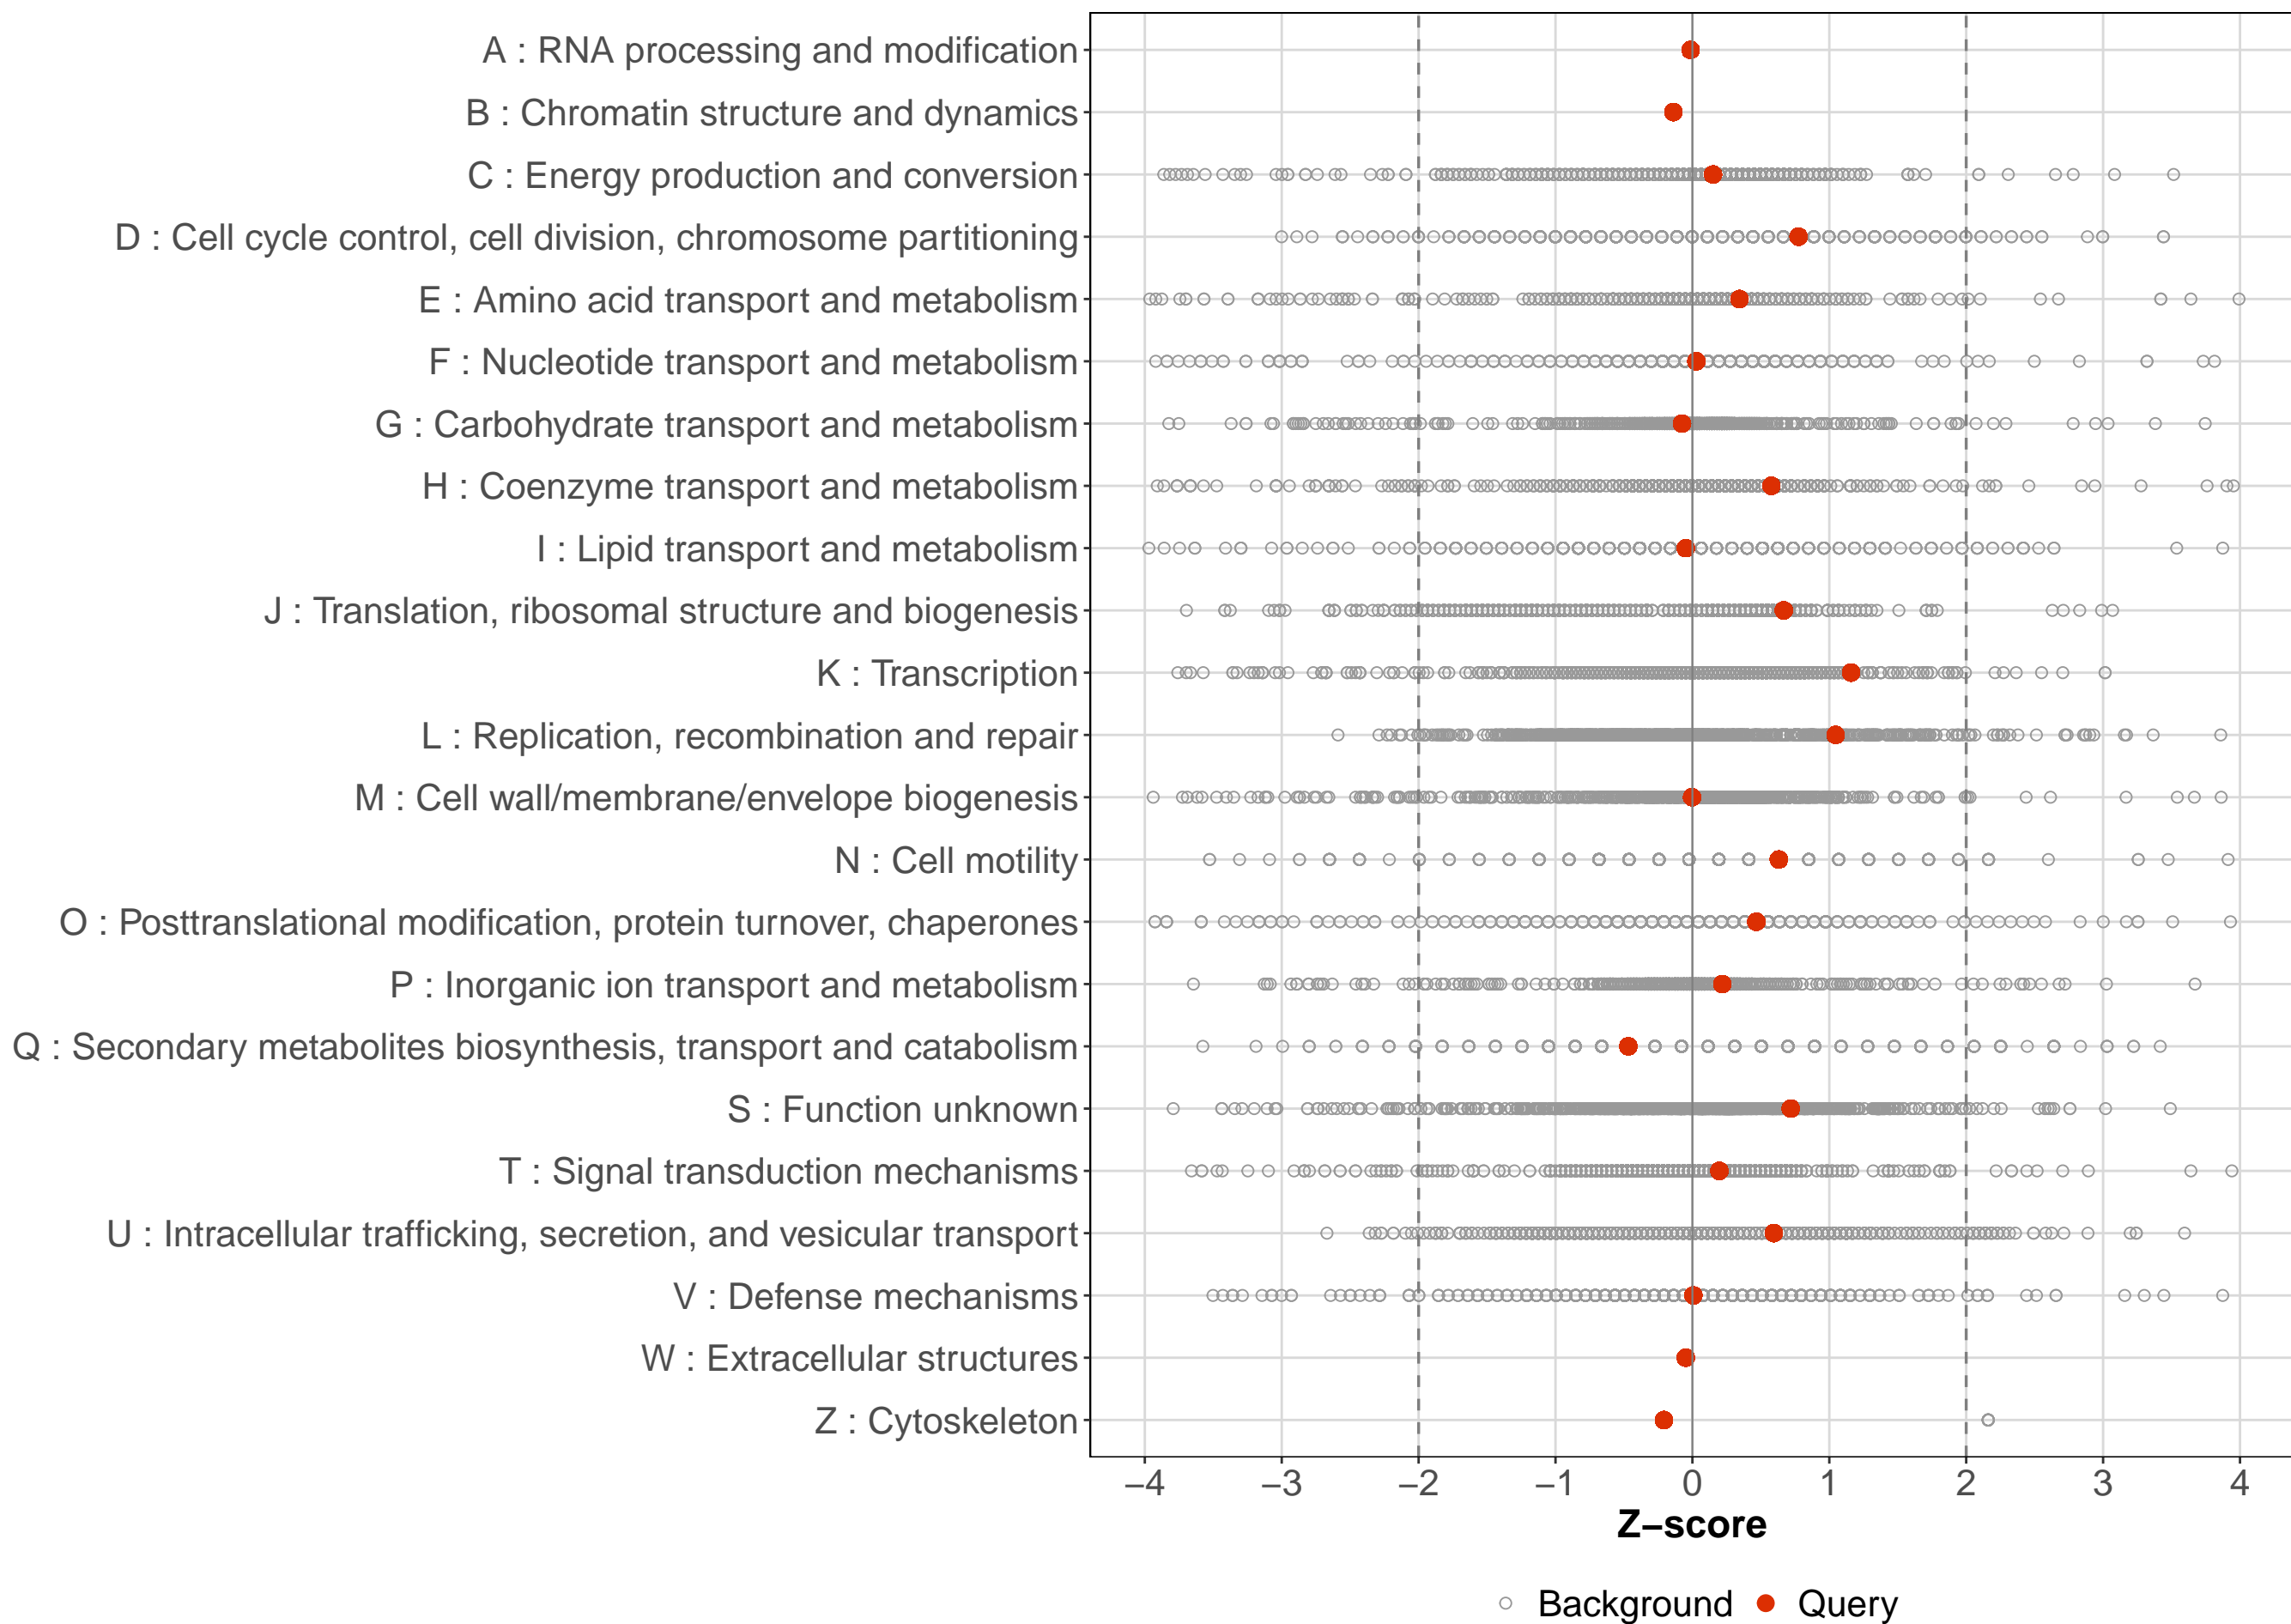 A : RNA processing and modification
B : Chromatin structure and dynamics
C : Energy production and conversion
D : Cell cycle control, cell division, chromosome partitioning
E : Amino acid transport and metabolism
F : Nucleotide transport and metabolism
G : Carbohydrate transport and metabolism
H : Coenzyme transport and metabolism
I : Lipid transport and metabolism
J : Translation, ribosomal structure and biogenesis
K : Transcription
L : Replication, recombination and repair
M : Cell wall/membrane/envelope biogenesis
N : Cell motility
O : Posttranslational modification, protein turnover, chaperones
P : Inorganic ion transport and metabolism
Q : Secondary metabolites biosynthesis, transport and catabolism
S : Function unknown
T : Signal transduction mechanisms
U : Intracellular trafficking, secretion, and vesicular transport
V : Defense mechanisms
W : Extracellular structures
Z : Cytoskeleton
−4 −3 −2 −1 0 1 2 3 4
Z−score
Background Query